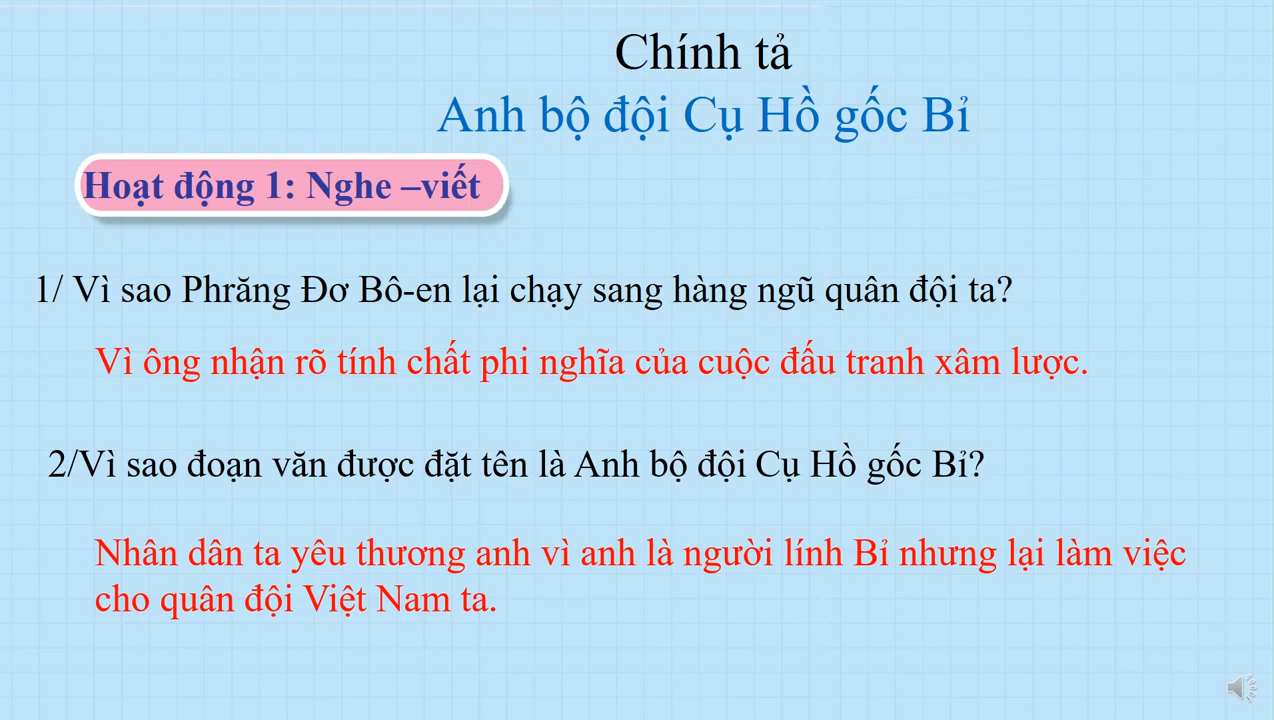 Chính tả
Anh bộ đội Cụ Hồ gốc Bỉ
Hoạt động 1: Nghe –viết
1/ Vì sao Phrăng Đơ Bô-en lại chạy sang hàng ngũ quân đội ta?
Vì ông nhận rõ tính chất phi nghĩa của cuộc đấu tranh xâm lược.
2/Vì sao đoạn văn được đặt tên là Anh bộ đội Cụ Hồ gốc Bỉ?
Nhân dân ta yêu thương anh vì anh là người lính Bỉ nhưng lại làm việc
cho quân đội Việt Nam ta.